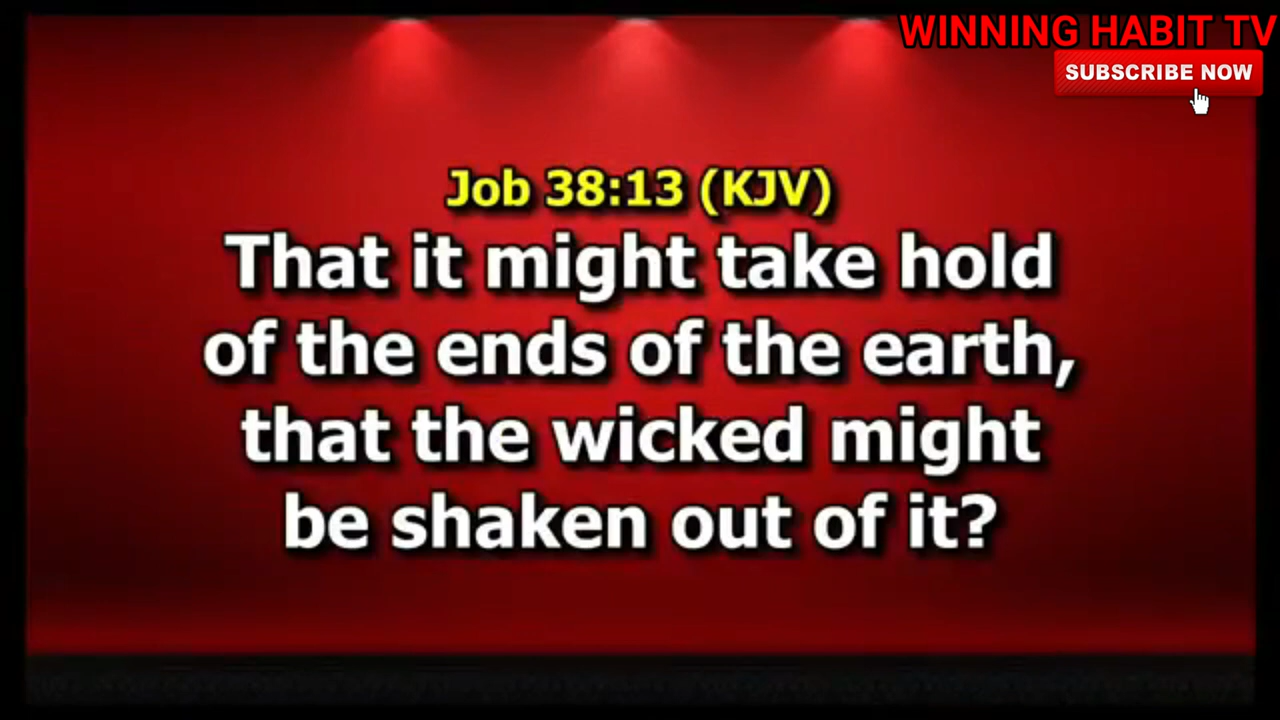 WINNING HABIT TV
SUBSCRIBE NOW
Job 38:13 (KJV)
That it might take hold
of the ends of the earth,
that the wicked might
be shaken out of it?